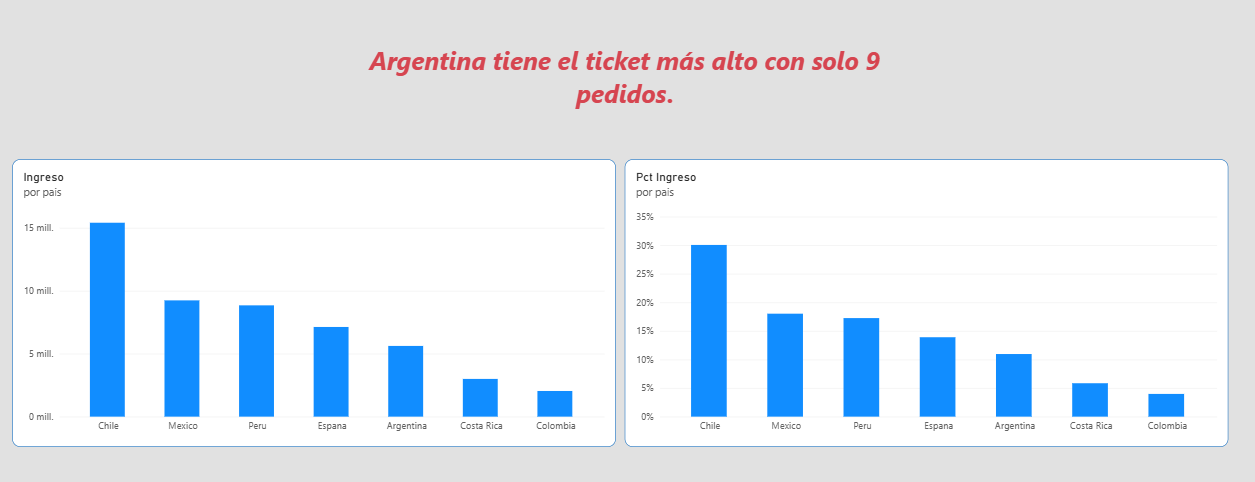 Argentina tiene el ticket más alto con solo 9
pedidos.
Ingreso
por pais
15 mill.
10 mill.
5 mill.
0 mill.
Chile
Mexico
Peru
Espana
Argentina
Costa Rica
Colombia
Pct Ingreso
por pais
35%
30%
25%
20%
15%
10%
5%
0%
Chile
Mexico
Peru
Espana
Argentina
Costa Rica
Colombia